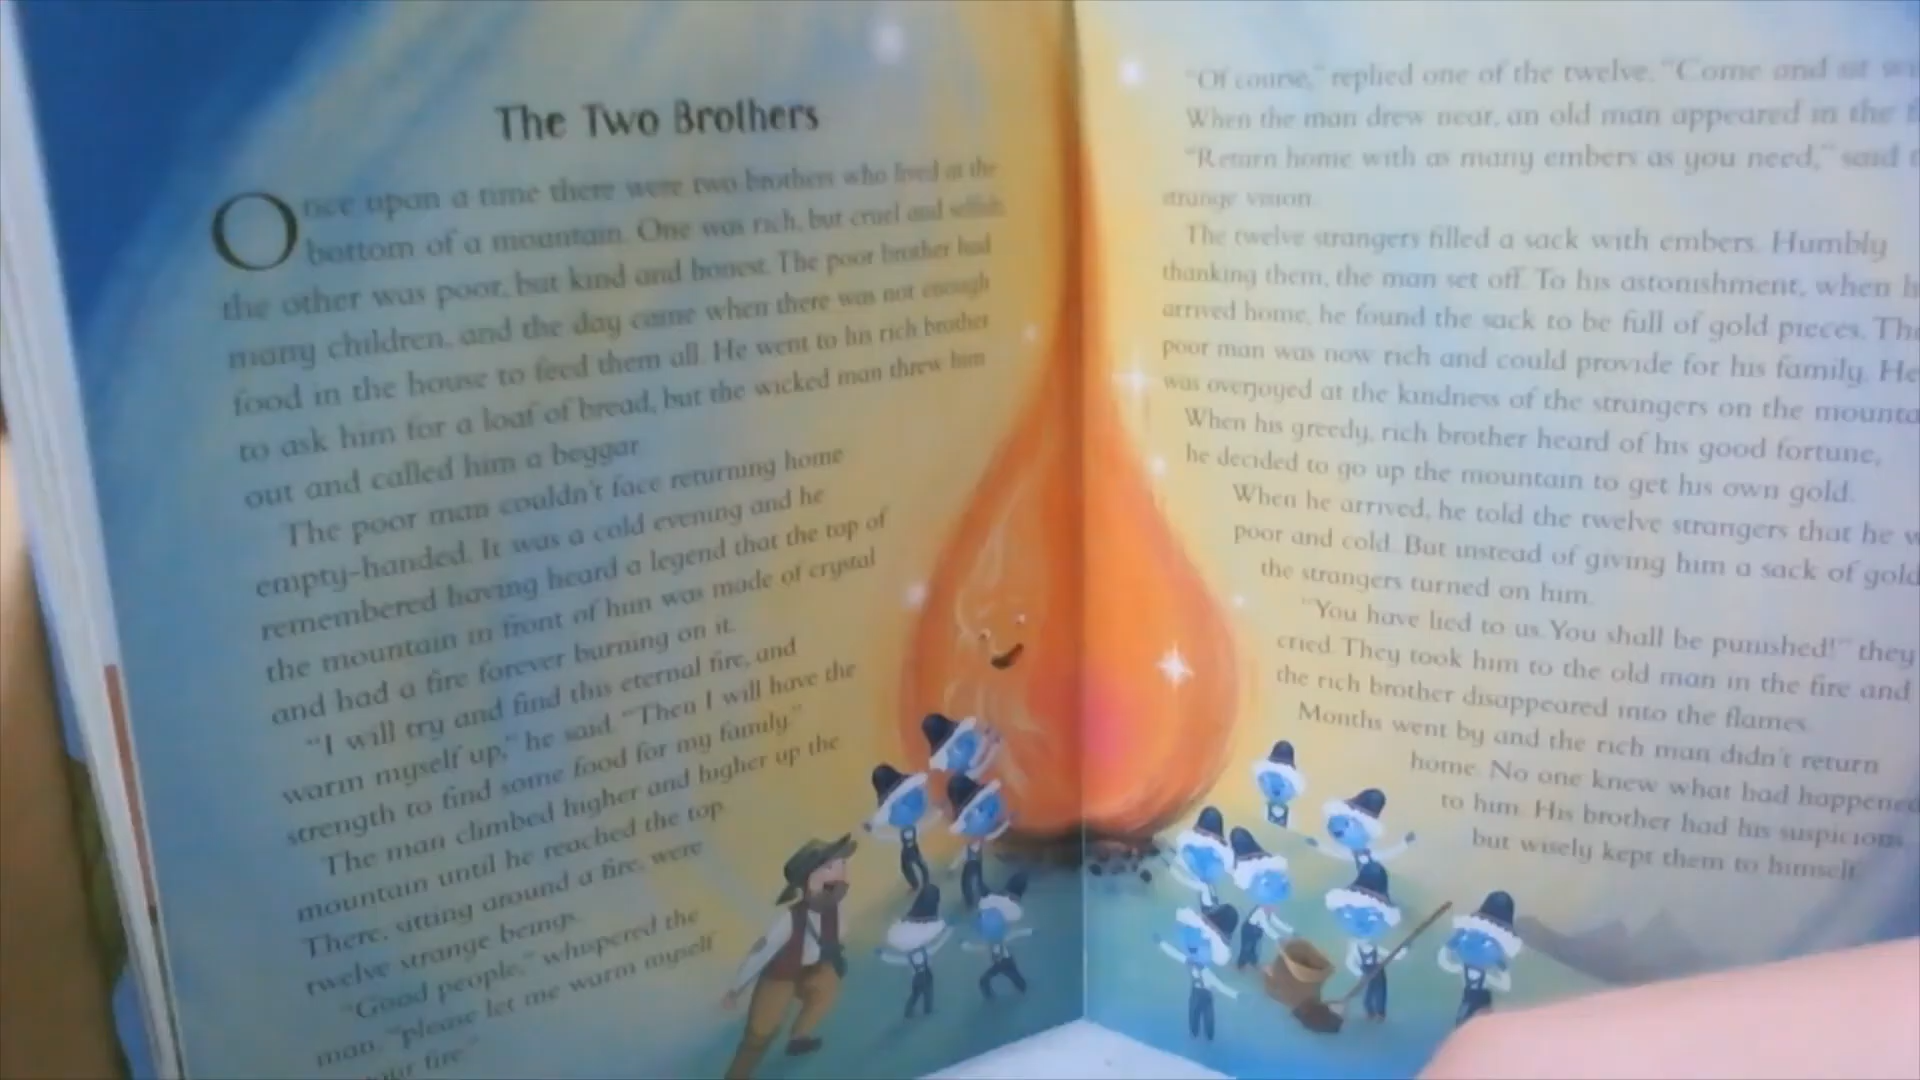 The Two Brothers
Once upon a time there were two brothers who lived at the
bottom of a mountain. One was rich, but cruel and selfish,
the other was poor, but kind and honest. The poor brother had
many children, and the day came when there was not enough
food in the house to feed them all. He went to his rich brother
to ask him for a loaf of bread, but the wicked man threw him
out and called him a beggar.
The poor man couldn't face returning home
empty-handed. It was a cold evening and he
remembered having heard a legend that the top of
the mountain in front of him was made of crystal
and had a fire forever burning on it.
"I will try and find this eternal fire, and
warm myself up," he said. "Then I will have the
strength to find some food for my family."
The man climbed higher and higher up the
mountain until he reached the top.
There, sitting around a fire, were
twelve strange beings.
"Good people," whispered the
man, "please let me warm myself
your fire."
"Of course," replied one of the twelve. "Come and sit
When the man drew near, an old man appeared in the
"Return home with as many embers as you need," said
strange vision.
The twelve strangers filled a sack with embers. Humbly
thanking them, the man set off. To his astonishment, when
arrived home, he found the sack to be full of gold pieces. The
poor man was now rich and could provide for his family. He
was overjoyed at the kindness of the strangers on the
When his greedy, rich brother heard of his good fortune,
he decided to go up the mountain to get his own gold.
When he arrived, he told the twelve strangers that he
poor and cold. But instead of giving him a sack of gold
the strangers turned on him.
"You have lied to us. You shall be punished!" they
cried. They took him to the old man in the fire and
the rich brother disappeared into the flames.
Months went by and the rich man didn't return
home. No one knew what had happened
to him. His brother had his suspicions
but wisely kept them to himself.